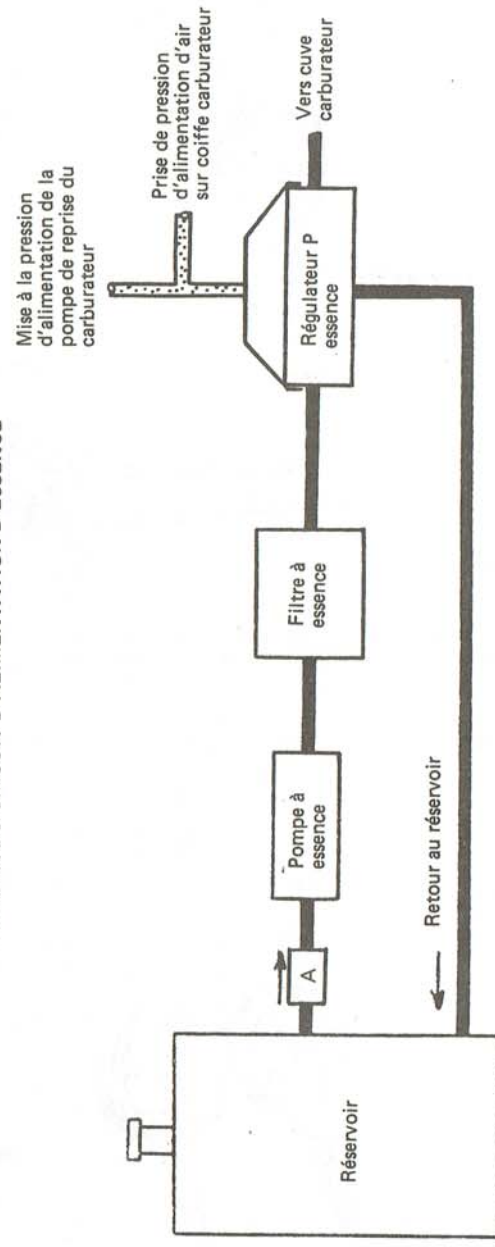 Mise à la pression
d'alimentation de la
pompe de reprise du
carburateur
Prise de pression
d'alimentation d'air
sur coiffe carburateur
Vers cuve
carburateur
Régulateur P
essence
Filtre à
essence
Pompe à
essence
A
Retour au réservoir
Réservoir